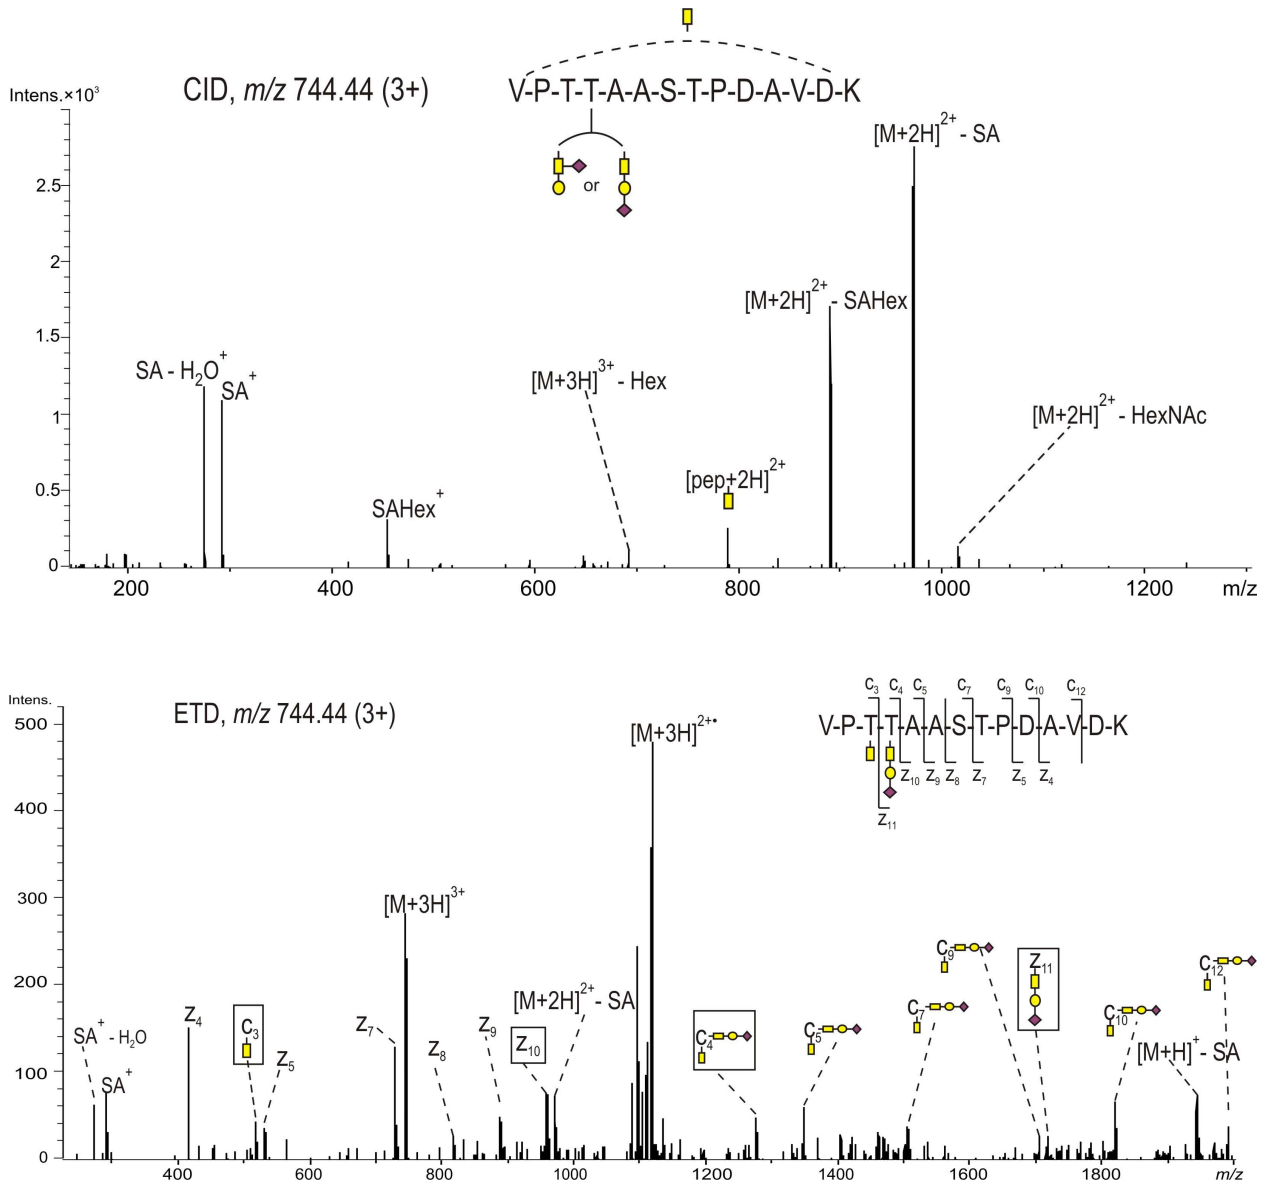 CID, m/z 744.44 (3+)
V-P-T-T-A-A-S-T-P-D-A-V-D-K
or
Intens.×10³
2.5
2
1.5
1
0.5
0
SA - H₂O⁺
SA⁺
SAHex⁺
[M+3H]³⁺ - Hex
[pep+2H]²⁺
[M+2H]²⁺ - SAHex
[M+2H]²⁺ - SA
[M+2H]²⁺ - HexNAc
200 400 600 800 1000 1200 m/z
Intens.
ETD, m/z 744.44 (3+)
500
400
300
200
100
0
C₃ C₄ C₅ C₇ C₉ C₁₀ C₁₂
V-P-T-T-A-A-S-T-P-D-A-V-D-K
Z₁₀ Z₉ Z₈ Z₇ Z₅ Z₄
Z₁₁
SA⁺ - H₂O
SA⁺
Z₄
C₃
Z₅
Z₇
[M+3H]³⁺
Z₈
Z₉
Z₁₀
[M+2H]²⁺ - SA
[M+3H]²⁺•
C₄
C₅
C₇
C₉
Z₁₁
C₁₀
[M+H]⁺ - SA
C₁₂
400 600 800 1000 1200 1400 1600 1800 m/z